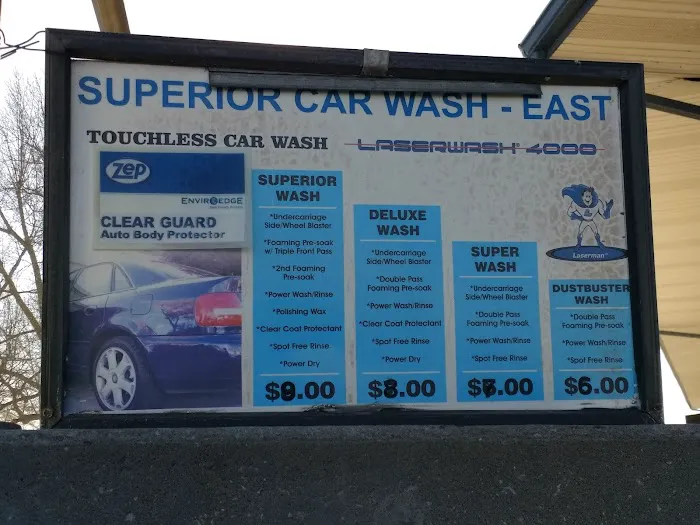 SUPERIOR CAR WASH - EAST
TOUCHLESS CAR WASH
LASERWASH 4000
zep
ENVIROEDGE
CLEAR GUARD
Auto Body Protector
SUPERIOR
WASH
*Undercarriage
Side/Wheel Blaster
*Foaming Pre-soak
w/ Triple Front Pass
*2nd Foaming
Pre-soak
*Power Wash/Rinse
*Polishing Wax
*Clear Coat Protectant
*Spot Free Rinse
*Power Dry
$9.00
DELUXE
WASH
*Undercarriage
Side/Wheel Blaster
*Double Pass
Foaming Pre-soak
*Power Wash/Rinse
*Clear Coat Protectant
*Spot Free Rinse
*Power Dry
$8.00
SUPER
WASH
*Undercarriage
Side/Wheel Blaster
*Double Pass
Foaming Pre-soak
*Power Wash/Rinse
*Spot Free Rinse
Laserman
DUSTBUSTER
WASH
*Double Pass
Foaming Pre-soak
*Power Wash/Rinse
*Spot Free Rinse
$6.00